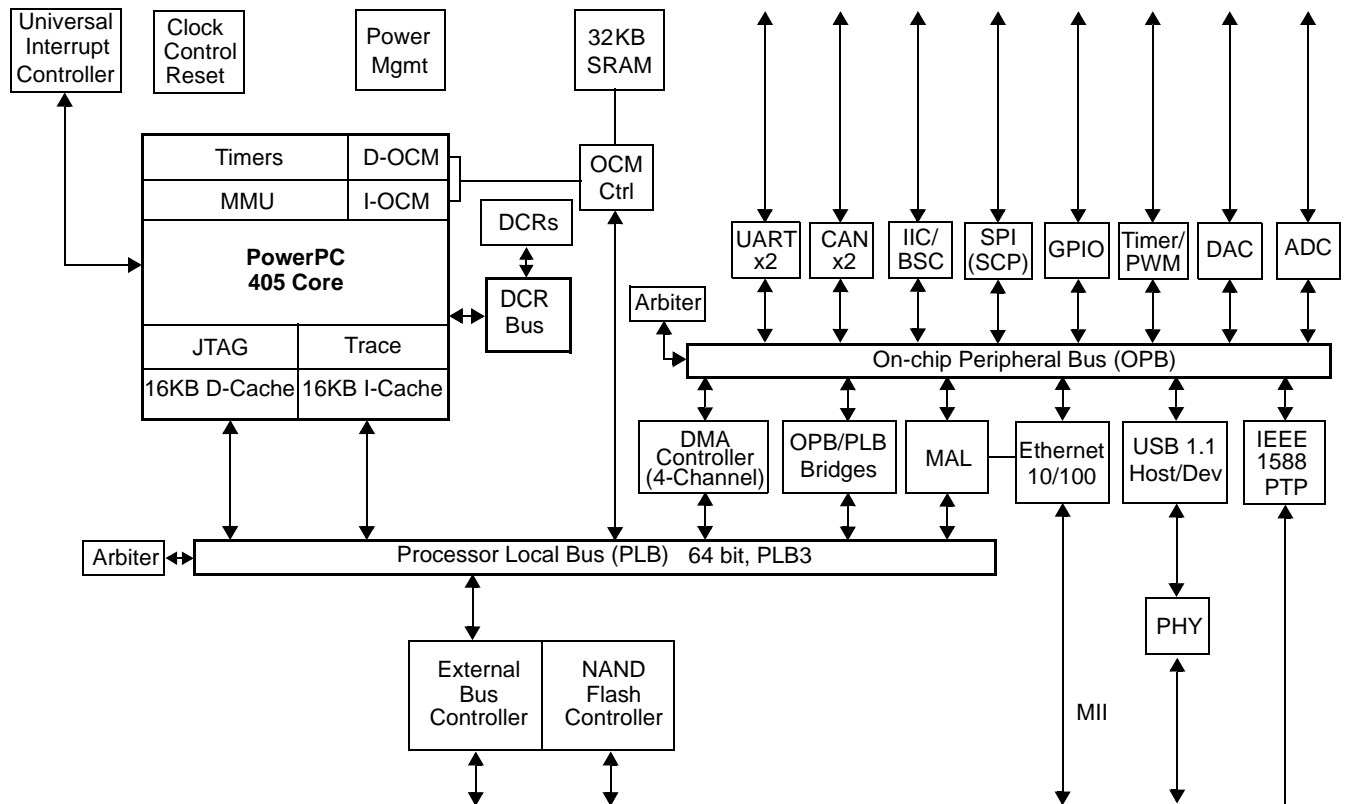 Universal
Interrupt
Controller
Clock
Control
Reset
Power
Mgmt
32KB
SRAM
Timers
D-OCM
MMU
I-OCM
OCM
Ctrl
DCRs
PowerPC
405 Core
DCR
Bus
JTAG
Trace
16KB D-Cache
16KB I-Cache
UART
x2
CAN
x2
IIC/
BSC
SPI
(SCP)
GPIO
Timer/
PWM
DAC
ADC
Arbiter
On-chip Peripheral Bus (OPB)
DMA
Controller
(4-Channel)
OPB/PLB
Bridges
MAL
Ethernet
10/100
USB 1.1
Host/Dev
IEEE
1588
PTP
Arbiter
Processor Local Bus (PLB) 64 bit, PLB3
PHY
External
Bus
Controller
NAND
Flash
Controller
MII